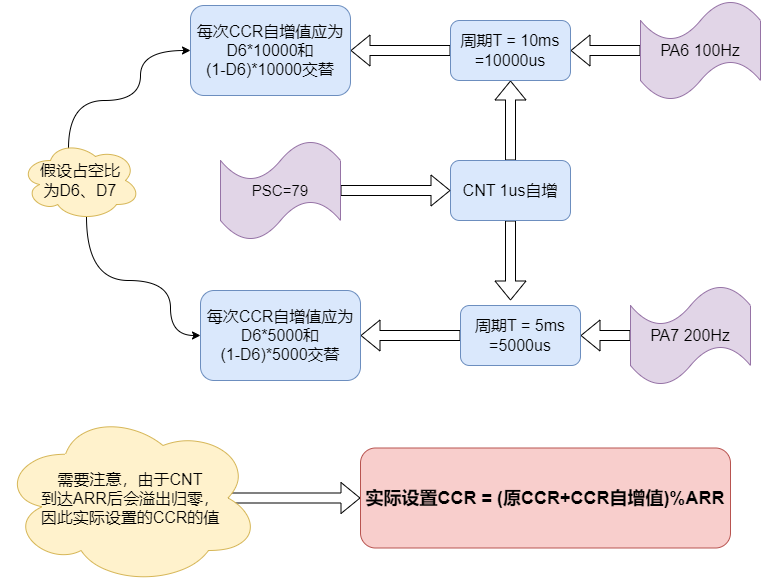 每次CCR自增值应为
D6*10000和
(1-D6)*10000交替
周期T = 10ms
=10000us
PA6 100Hz
假设占空比
为D6、D7
PSC=79
CNT 1us自增
每次CCR自增值应为
D6*5000和
(1-D6)*5000交替
周期T = 5ms
=5000us
PA7 200Hz
需要注意，由于CNT
到达ARR后会溢出归零，
因此实际设置的CCR的值
实际设置CCR = (原CCR+CCR自增值)%ARR